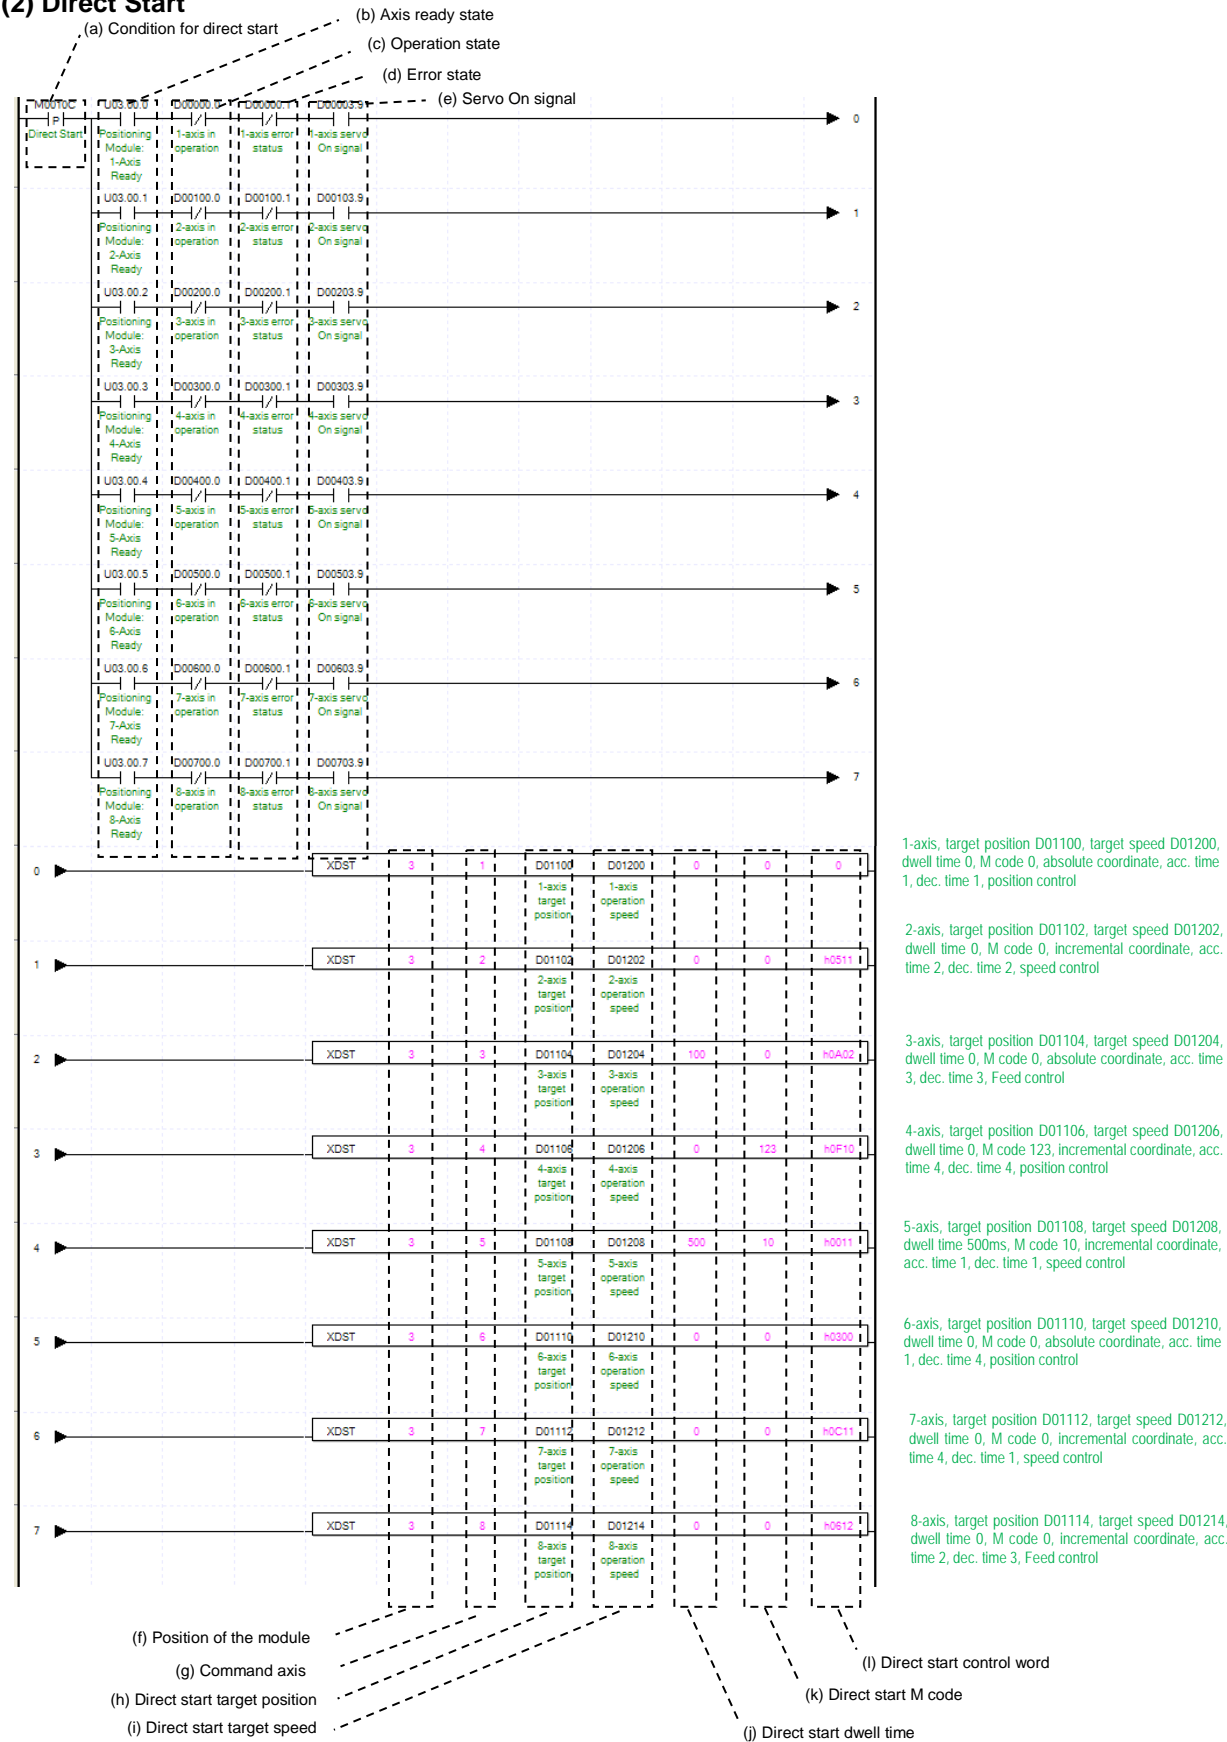 (2) Direct Start
(b) Axis ready state
(a) Condition for direct start
(c) Operation state
(d) Error state
(e) Servo On signal
M0010C U03.00.0 D00000.0 D00000.1 D00003.9
P 0
Direct Start Positioning 1-axis in 1-axis error 1-axis servo
Module: operation status On signal
1-Axis
Ready
U03.00.1 D00100.0 D00100.1 D00103.9
1
Positioning 2-axis in 2-axis error 2-axis servo
Module: operation status On signal
2-Axis
Ready
U03.00.2 D00200.0 D00200.1 D00203.9
2
Positioning 3-axis in 3-axis error 3-axis servo
Module: operation status On signal
3-Axis
Ready
U03.00.3 D00300.0 D00300.1 D00303.9
3
Positioning 4-axis in 4-axis error 4-axis servo
Module: operation status On signal
4-Axis
Ready
U03.00.4 D00400.0 D00400.1 D00403.9
4
Positioning 5-axis in 5-axis error 5-axis servo
Module: operation status On signal
5-Axis
Ready
U03.00.5 D00500.0 D00500.1 D00503.9
5
Positioning 6-axis in 6-axis error 6-axis servo
Module: operation status On signal
6-Axis
Ready
U03.00.6 D00600.0 D00600.1 D00603.9
6
Positioning 7-axis in 7-axis error 7-axis servo
Module: operation status On signal
7-Axis
Ready
U03.00.7 D00700.0 D00700.1 D00703.9
7
Positioning 8-axis in 8-axis error 8-axis servo
Module: operation status On signal
8-Axis
Ready
0 XDST 3 1 D01100 D01200 0 0 0
1-axis 1-axis
target operation
position speed
1-axis, target position D01100, target speed D01200,
dwell time 0, M code 0, absolute coordinate, acc. time
1, dec. time 1, position control
1 XDST 3 2 D01102 D01202 0 0 h0511
2-axis 2-axis
target operation
position speed
2-axis, target position D01102, target speed D01202,
dwell time 0, M code 0, incremental coordinate, acc.
time 2, dec. time 2, speed control
2 XDST 3 3 D01104 D01204 100 0 h0A02
3-axis 3-axis
target operation
position speed
3-axis, target position D01104, target speed D01204,
dwell time 0, M code 0, absolute coordinate, acc. time
3, dec. time 3, Feed control
3 XDST 3 4 D01106 D01206 0 123 h0F10
4-axis 4-axis
target operation
position speed
4-axis, target position D01106, target speed D01206,
dwell time 0, M code 123, incremental coordinate, acc.
time 4, dec. time 4, position control
4 XDST 3 5 D01108 D01208 500 10 h0011
5-axis 5-axis
target operation
position speed
5-axis, target position D01108, target speed D01208,
dwell time 500ms, M code 10, incremental coordinate,
acc. time 1, dec. time 1, speed control
5 XDST 3 6 D01110 D01210 0 0 h0300
6-axis 6-axis
target operation
position speed
6-axis, target position D01110, target speed D01210,
dwell time 0, M code 0, absolute coordinate, acc. time
1, dec. time 4, position control
6 XDST 3 7 D01112 D01212 0 0 h0C11
7-axis 7-axis
target operation
position speed
7-axis, target position D01112, target speed D01212,
dwell time 0, M code 0, incremental coordinate, acc.
time 4, dec. time 1, speed control
7 XDST 3 8 D01114 D01214 0 0 h0612
8-axis 8-axis
target operation
position speed
8-axis, target position D01114, target speed D01214,
dwell time 0, M code 0, incremental coordinate, acc.
time 2, dec. time 3, Feed control
(f) Position of the module
(g) Command axis
(h) Direct start target position
(i) Direct start target speed
(l) Direct start control word
(k) Direct start M code
(j) Direct start dwell time